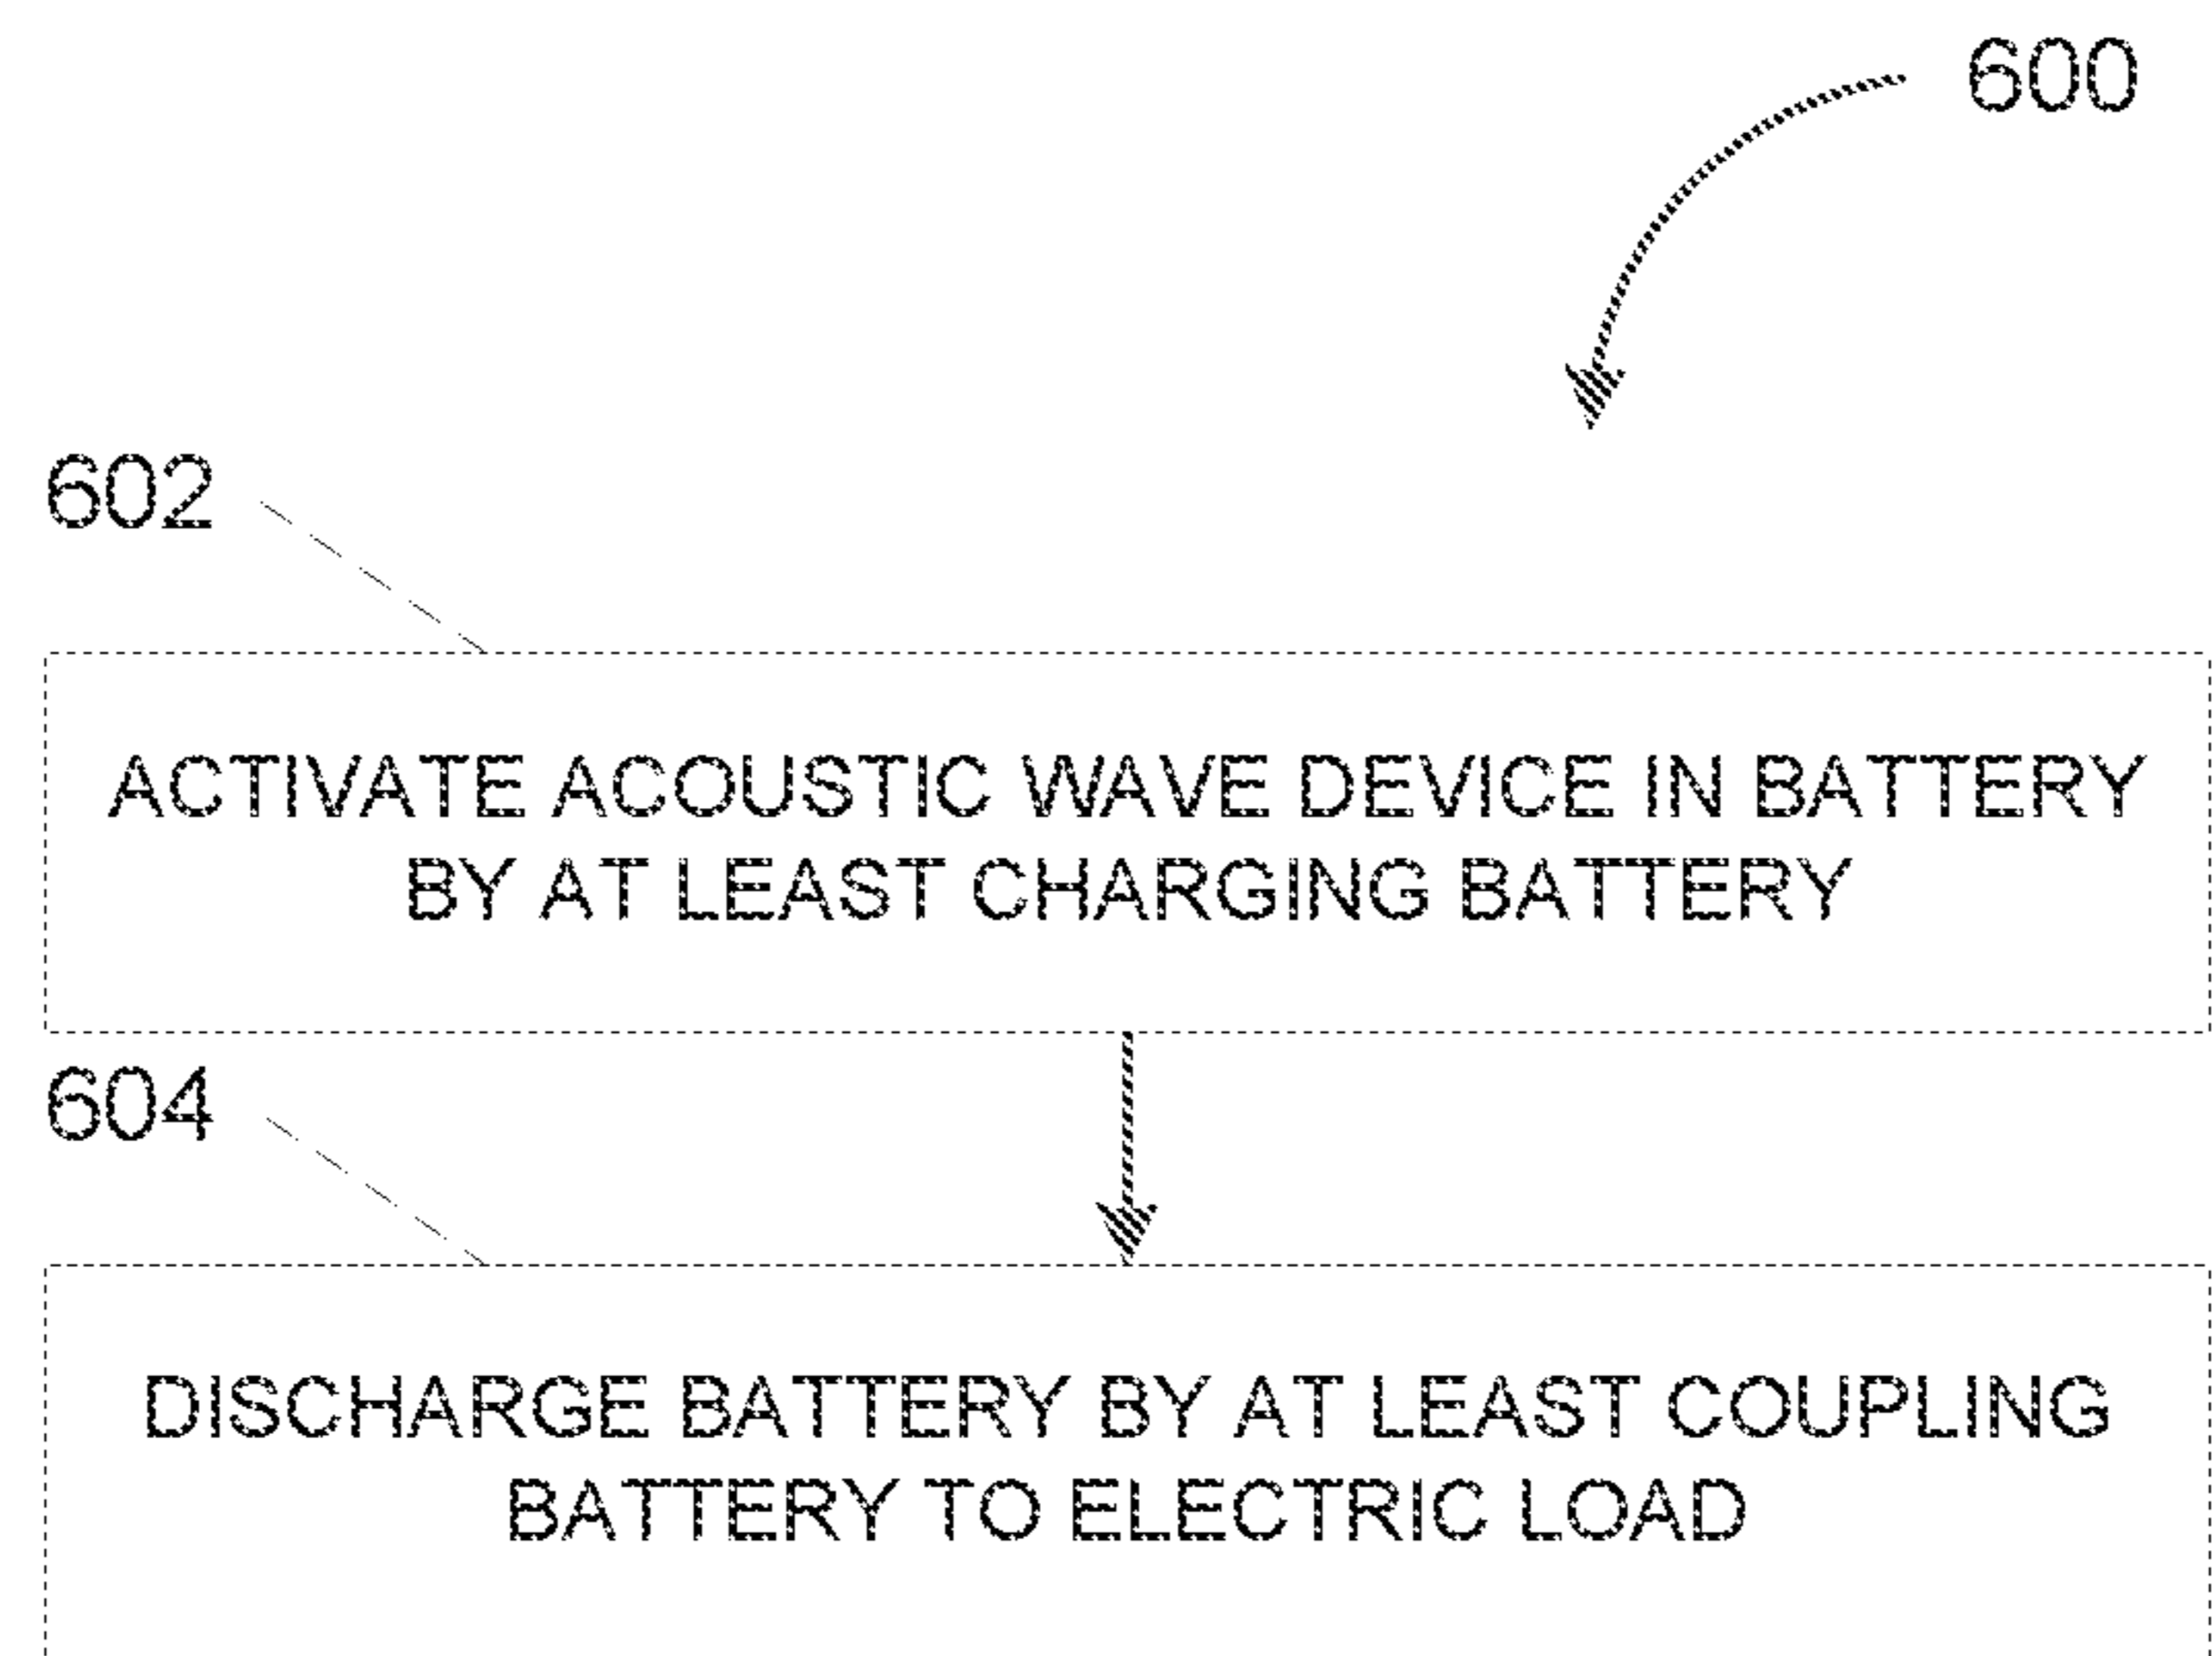 600
602
ACTIVATE ACOUSTIC WAVE DEVICE IN BATTERY
BY AT LEAST CHARGING BATTERY
604
DISCHARGE BATTERY BY AT LEAST COUPLING
BATTERY TO ELECTRIC LOAD